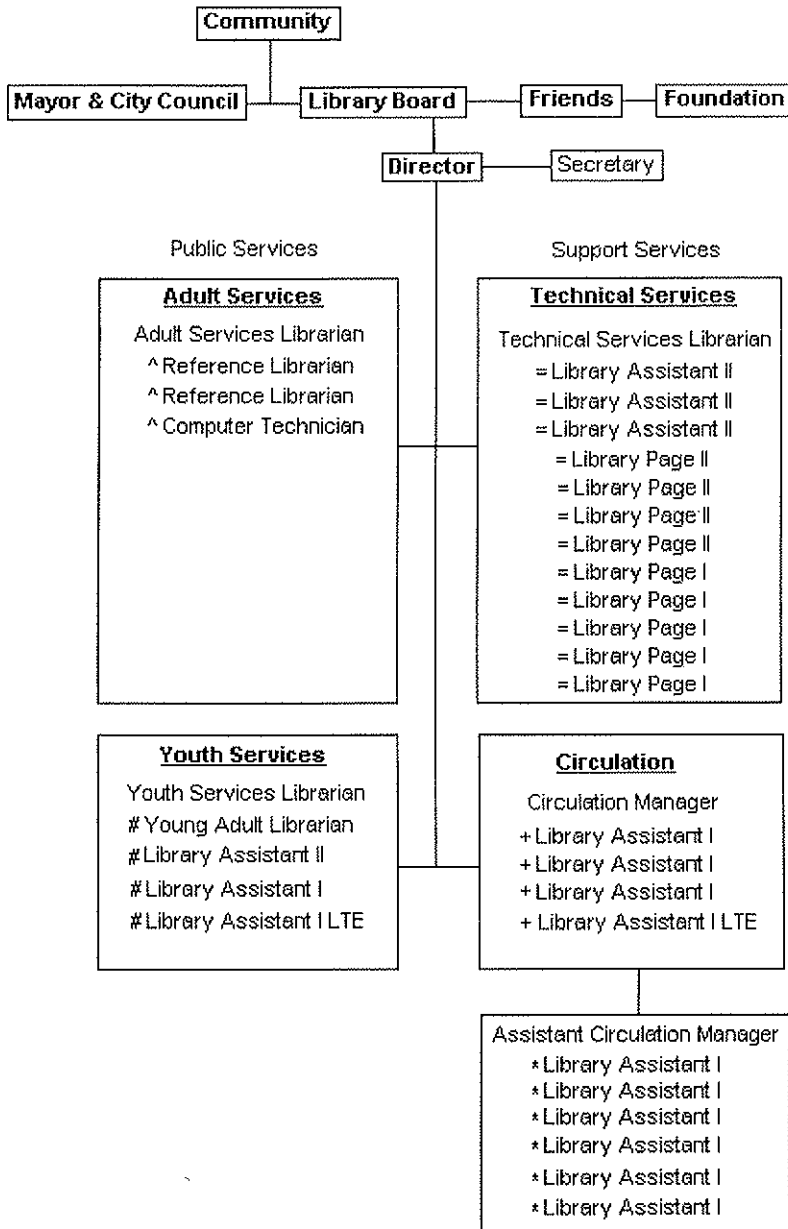 Community
Mayor & City Council
Library Board
Friends
Foundation
Director
Secretary
Public Services
Support Services
Adult Services
Adult Services Librarian
^ Reference Librarian
^ Reference Librarian
^ Computer Technician
Technical Services
Technical Services Librarian
= Library Assistant II
= Library Assistant II
= Library Assistant II
= Library Page II
= Library Page II
= Library Page II
= Library Page II
= Library Page I
= Library Page I
= Library Page I
= Library Page I
= Library Page I
Youth Services
Youth Services Librarian
# Young Adult Librarian
# Library Assistant II
# Library Assistant I
# Library Assistant I LTE
Circulation
Circulation Manager
+ Library Assistant I
+ Library Assistant I
+ Library Assistant I
+ Library Assistant I LTE
Assistant Circulation Manager
* Library Assistant I
* Library Assistant I
* Library Assistant I
* Library Assistant I
* Library Assistant I
* Library Assistant I